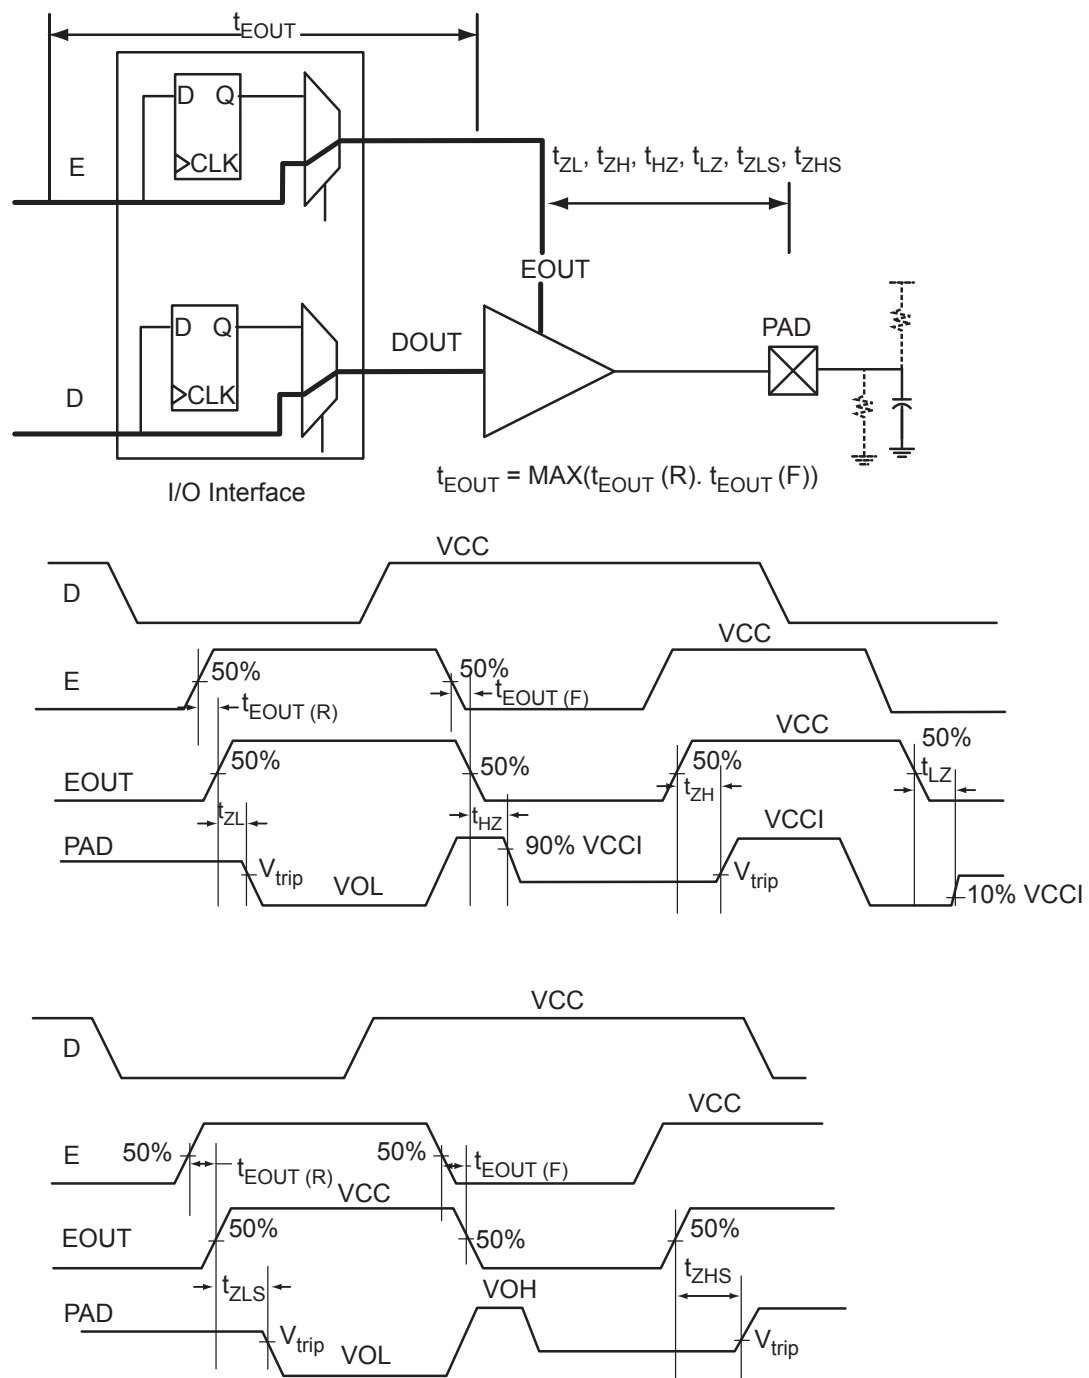 tEOUT
D Q
CLK
E
tZL, tZH, tHZ, tLZ, tZLS, tZHS
EOUT
D Q
CLK
DOUT
PAD
D
I/O Interface
tEOUT = MAX(tEOUT (R). tEOUT (F))
VCC
D
VCC
E
50%
50%
tEOUT (R)
tEOUT (F)
VCC
50%
EOUT
50%
50%
50%
tZL
tHZ
tZH
tLZ
PAD
Vtrip
VOL
90% VCCI
VCCI
Vtrip
10% VCCI
VCC
D
VCC
E
50%
50%
tEOUT (R)
tEOUT (F)
VCC
EOUT
50%
50%
50%
tZLS
tZHS
PAD
VOH
Vtrip
VOL
Vtrip